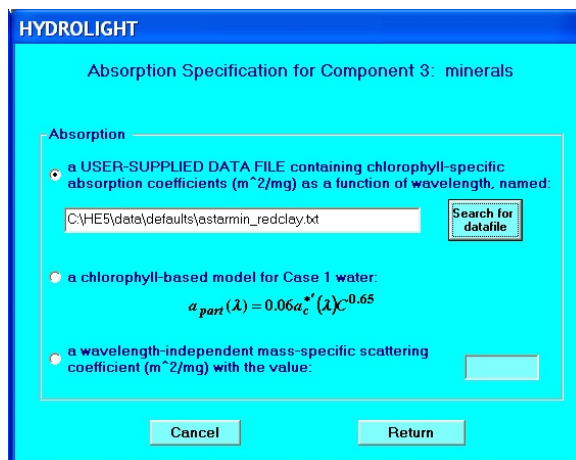 HYDROLIGHT
Absorption Specification for Component 3: minerals
Absorption
a USER-SUPPLIED DATA FILE containing chlorophyll-specific
absorption coefficients (m^2/mg) as a function of wavelength, named:
C:\HE5\data\defaults\astarmin_redclay.txt
Search for
datafile
a chlorophyll-based model for Case 1 water:
a_part(λ) = 0.06a_c^*'(λ)C^0.65
a wavelength-independent mass-specific scattering
coefficient (m^2/mg) with the value:
Cancel Return